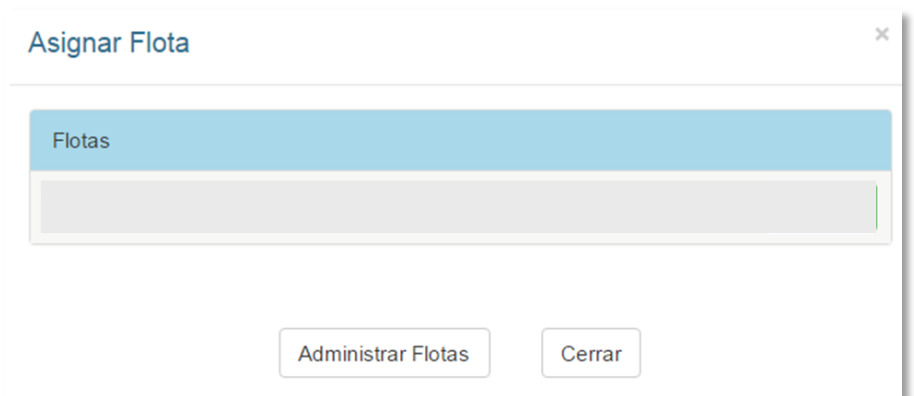 Asignar Flota
×
Flotas
Administrar Flotas
Cerrar